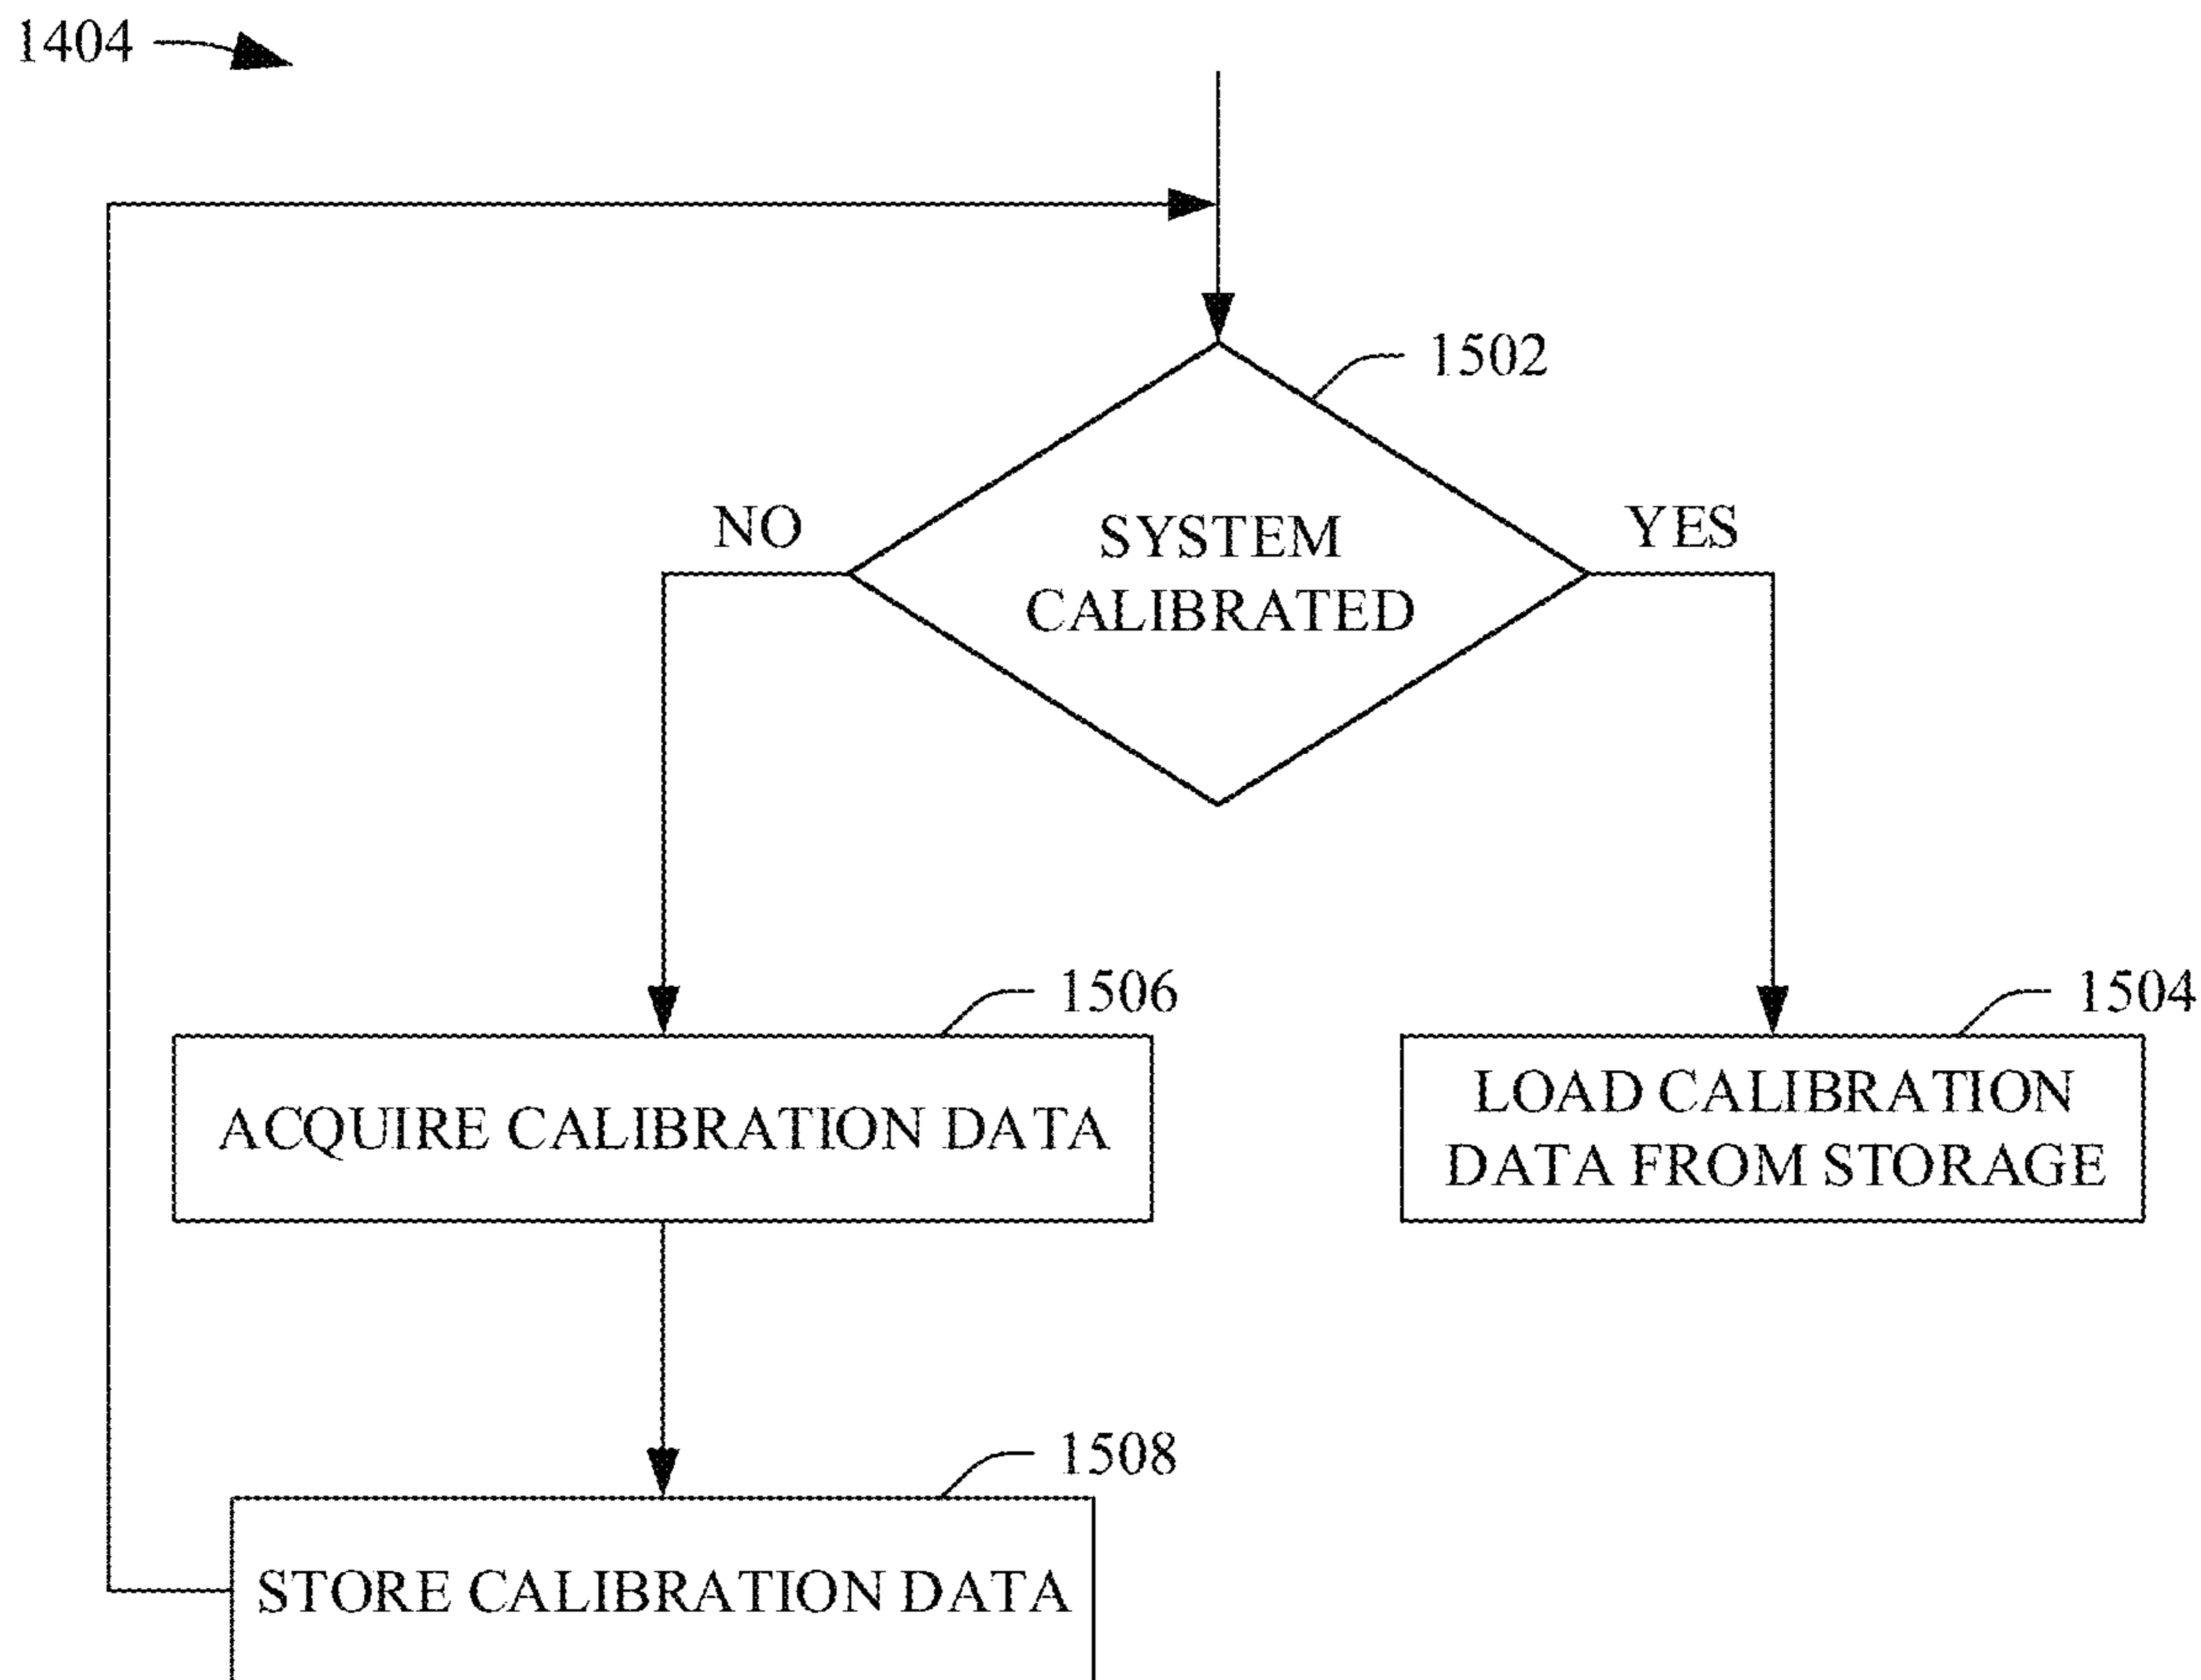 1404
1502
NO
YES
SYSTEM
CALIBRATED
1506
1504
ACQUIRE CALIBRATION DATA
LOAD CALIBRATION
DATA FROM STORAGE
1508
STORE CALIBRATION DATA